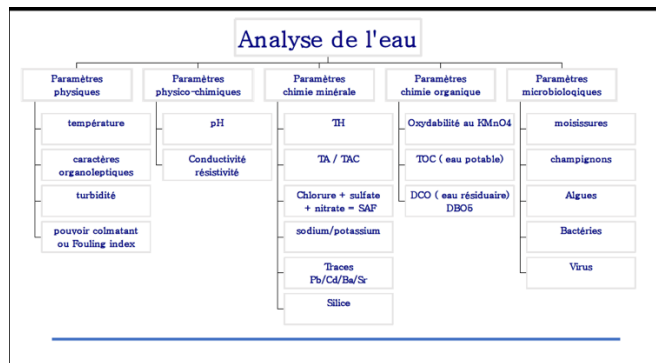 Analyse de l'eau
Paramètres
physiques
Paramètres
physico-chimiques
Paramètres
chimie minérale
Paramètres
chimie organique
Paramètres
microbiologiques
température
caractères
organoleptiques
turbidité
pouvoir colmatant
ou Fouling index
pH
Conductivité
résistivité
TH
TA / TAC
Chlorure + sulfate
+ nitrate = SAF
sodium/potassium
Traces
Pb/Cd/Ba/Sr
Silice
Oxydabilité au KMnO4
TOC ( eau potable)
DCO ( eau résiduaire)
DBO5
moisissures
champignons
Algues
Bactéries
Virus